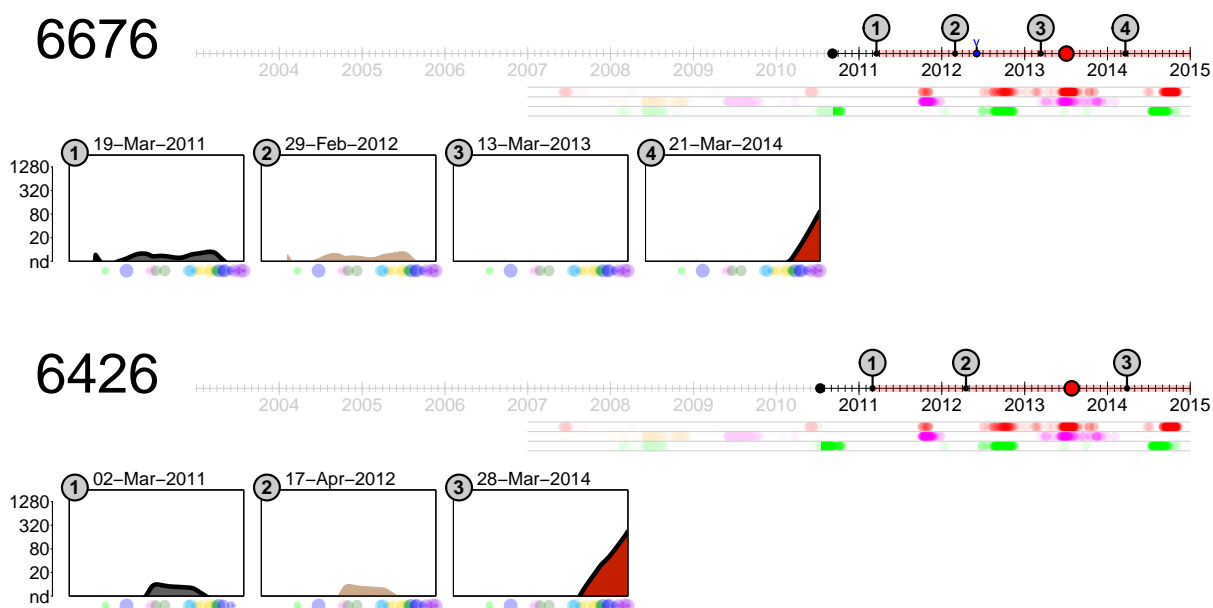 6676
1 2 3 4
v
2004 2005 2006 2007 2008 2009 2010 2011 2012 2013 2014 2015
1 19–Mar–2011 2 29–Feb–2012 3 13–Mar–2013 4 21–Mar–2014
1280
320
80
20
nd
6426
1 2 3
2004 2005 2006 2007 2008 2009 2010 2011 2012 2013 2014 2015
1 02–Mar–2011 2 17–Apr–2012 3 28–Mar–2014
1280
320
80
20
nd